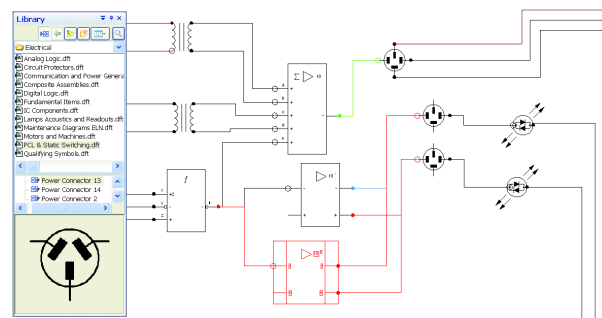 Library
Electrical
Analog Logic.dft
Circuit Protectors.dft
Communication and Power Genera
Composite Assemblies.dft
Digital Logic.dft
Fundamental Items.dft
IC Components.dft
Lamps Acoustics and Readouts.dft
Maintenance Diagrams ELN.dft
Motors and Machines.dft
PCL & Static Switching.dft
Qualifying Symbols.dft
Power Connector 13
Power Connector 14
Power Connector 2
Σ ▷ 10
a
b
c
d
e
f
▷ 10